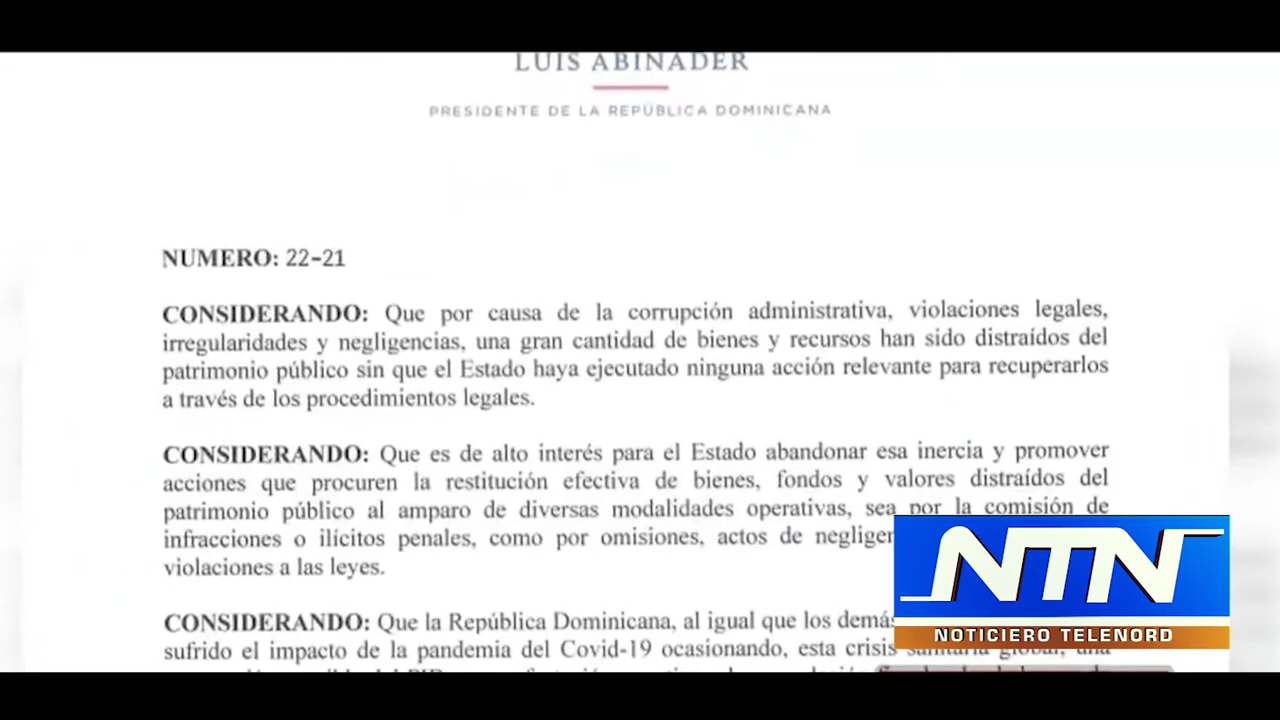 LUIS ABINADER
PRESIDENTE DE LA REPÚBLICA DOMINICANA
NUMERO: 22-21
CONSIDERANDO: Que por causa de la corrupción administrativa, violaciones legales,
irregularidades y negligencias, una gran cantidad de bienes y recursos han sido distraídos del
patrimonio público sin que el Estado haya ejecutado ninguna acción relevante para recuperarlos
a través de los procedimientos legales.
CONSIDERANDO: Que es de alto interés para el Estado abandonar esa inercia y promover
acciones que procuren la restitución efectiva de bienes, fondos y valores distraídos del
patrimonio público al amparo de diversas modalidades operativas, sea por la comisión de
infracciones o ilícitos penales, como por omisiones, actos de
violaciones a las leyes.
CONSIDERANDO: Que la República Dominicana, al igual que los
sufrido el impacto de la pandemia del Covid-19 ocasionando, esta crisis sanitaria global, una
NTN
NOTICIERO TELENORD